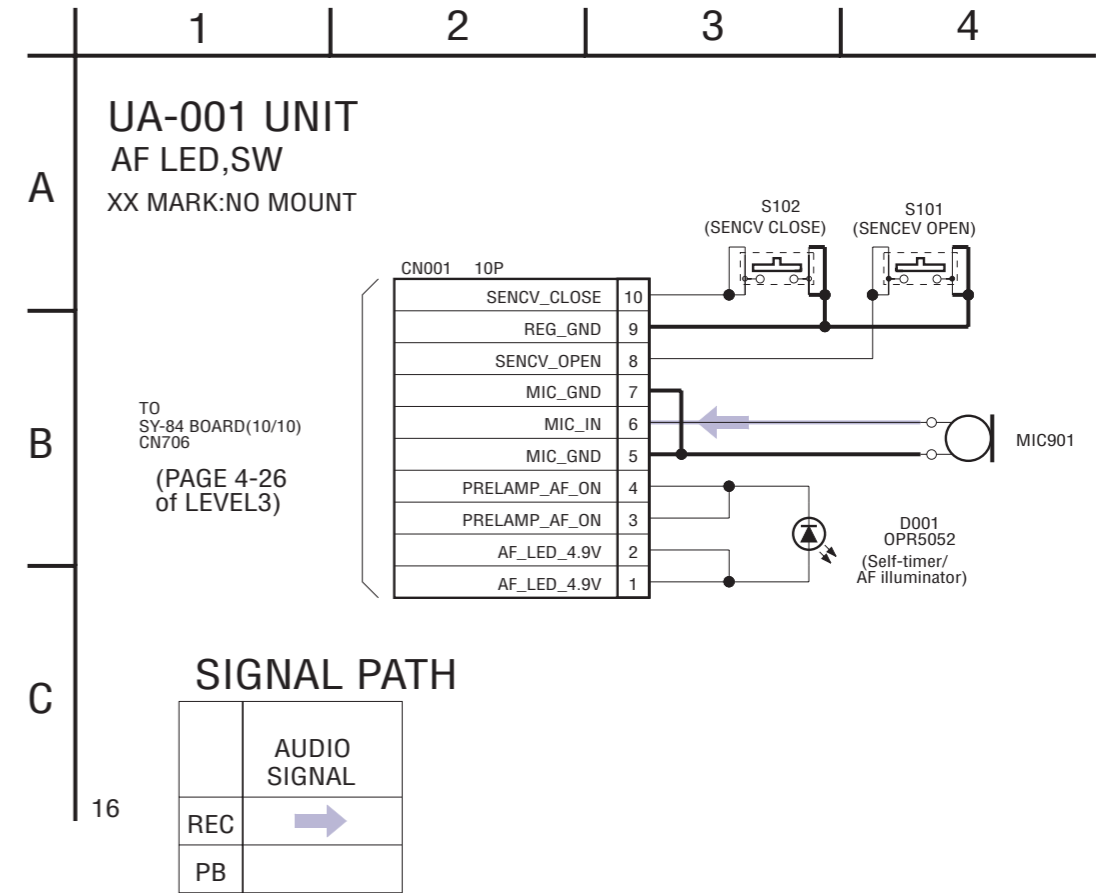 1 2 3 4
A
B
C
UA-001 UNIT
AF LED,SW
XX MARK:NO MOUNT
S102
(SENCV CLOSE)
S101
(SENCEV OPEN)
CN001 10P
SENCV_CLOSE 10
REG_GND 9
SENCV_OPEN 8
MIC_GND 7
MIC_IN 6
MIC_GND 5
PRELAMP_AF_ON 4
PRELAMP_AF_ON 3
AF_LED_4.9V 2
AF_LED_4.9V 1
TO
SY-84 BOARD(10/10)
CN706
(PAGE 4-26
of LEVEL3)
MIC901
D001
OPR5052
(Self-timer/
AF illuminator)
SIGNAL PATH
AUDIO
SIGNAL
REC
PB
16